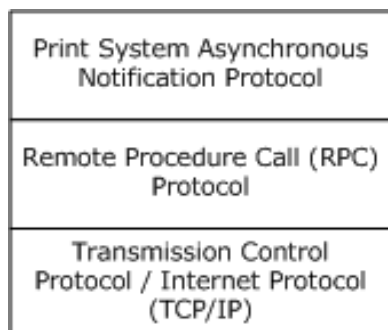 Print System Asynchronous
Notification Protocol
Remote Procedure Call (RPC)
Protocol
Transmission Control
Protocol / Internet Protocol
(TCP/IP)